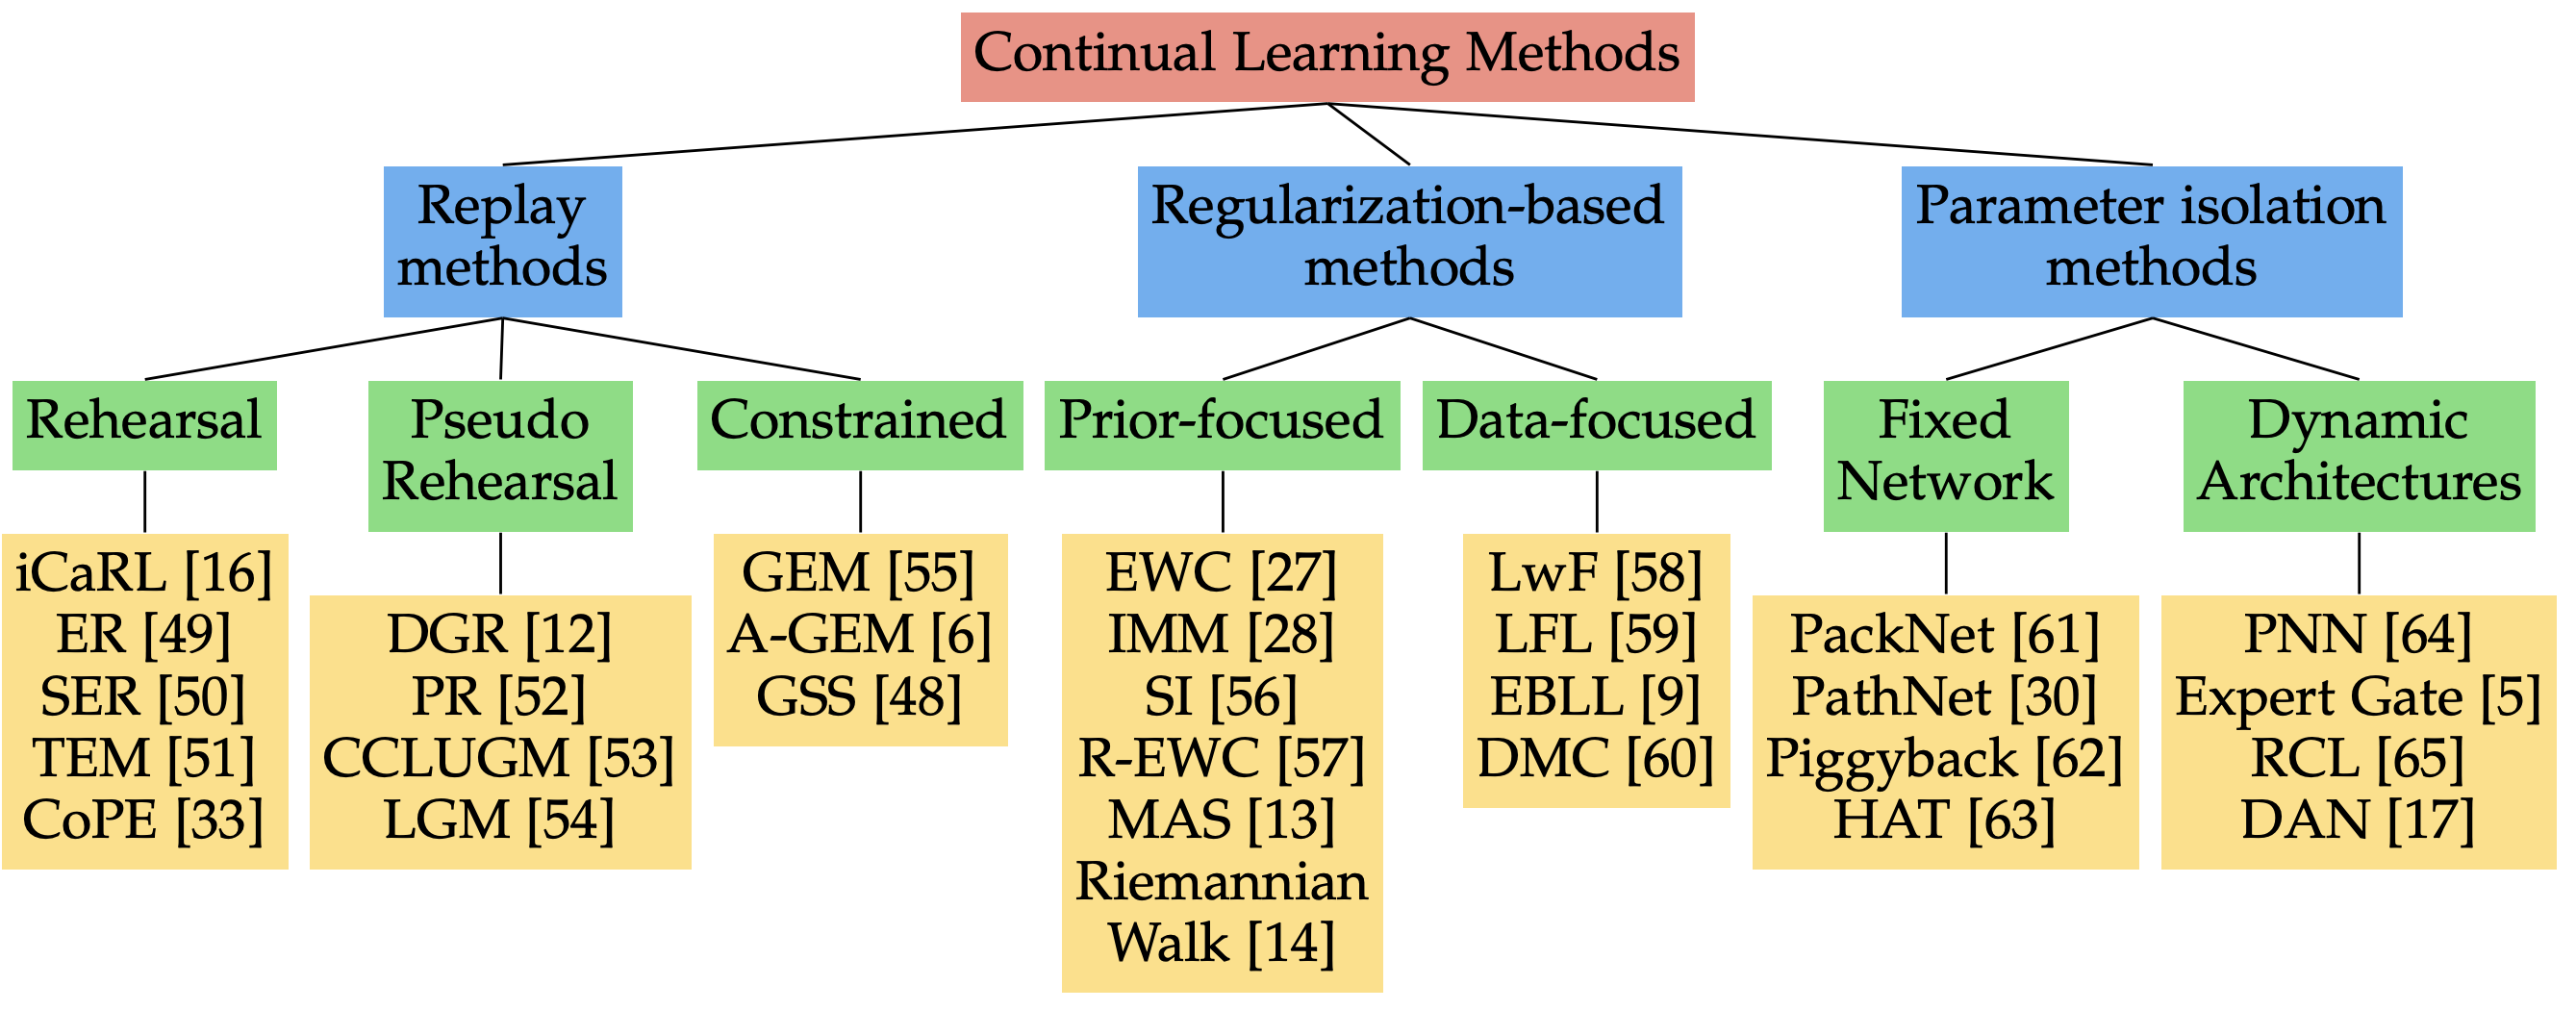 Continual Learning Methods
Replay
methods
Regularization-based
methods
Parameter isolation
methods
Rehearsal
Pseudo
Rehearsal
Constrained
Prior-focused
Data-focused
Fixed
Network
Dynamic
Architectures
iCaRL [16]
ER [49]
SER [50]
TEM [51]
CoPE [33]
DGR [12]
PR [52]
CCLUGM [53]
LGM [54]
GEM [55]
A-GEM [6]
GSS [48]
EWC [27]
IMM [28]
SI [56]
R-EWC [57]
MAS [13]
Riemannian
Walk [14]
LwF [58]
LFL [59]
EBLL [9]
DMC [60]
PackNet [61]
PathNet [30]
Piggyback [62]
HAT [63]
PNN [64]
Expert Gate [5]
RCL [65]
DAN [17]